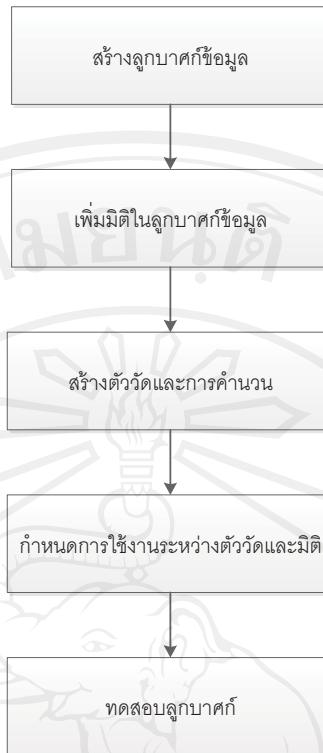 สร้างลูกบาศก์ข้อมูล
เพิ่มมิติในลูกบาศก์ข้อมูล
สร้างตัววัดและการคำนวน
กำหนดการใช้งานระหว่างตัววัดและมิติ
ทดสอบลูกบาศก์